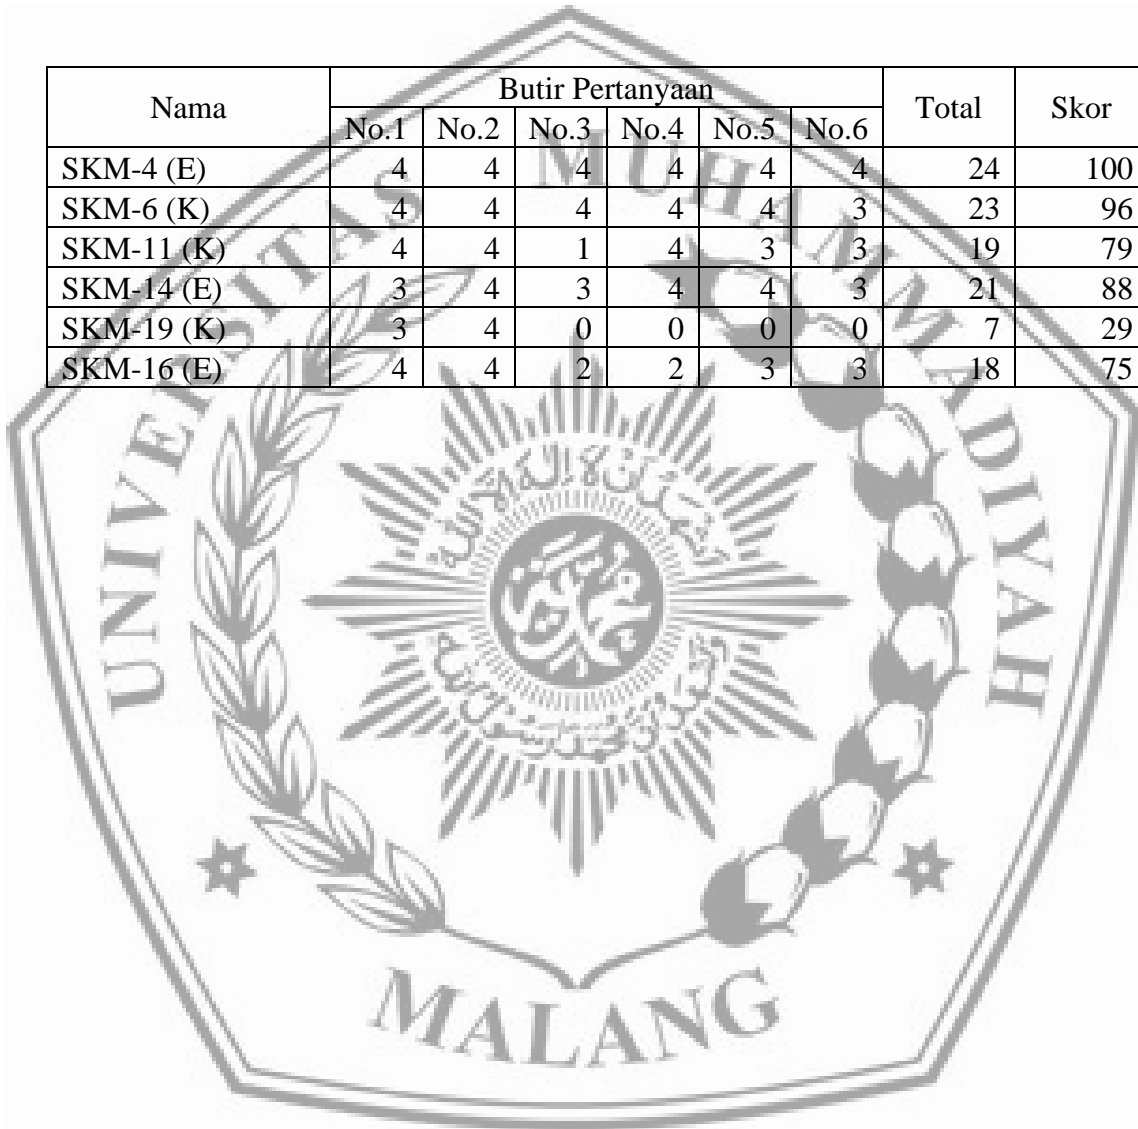 Nama Butir Pertanyaan Total Skor
No.1 No.2 No.3 No.4 No.5 No.6
SKM-4 (E) 4 4 4 4 4 4 24 100
SKM-6 (K) 4 4 4 4 4 3 23 96
SKM-11 (K) 4 4 1 4 3 3 19 79
SKM-14 (E) 3 4 3 4 4 3 21 88
SKM-19 (K) 3 4 0 0 0 0 7 29
SKM-16 (E) 4 4 2 2 3 3 18 75
UNIVERSITAS MUHAMMADIYAH
MALANG